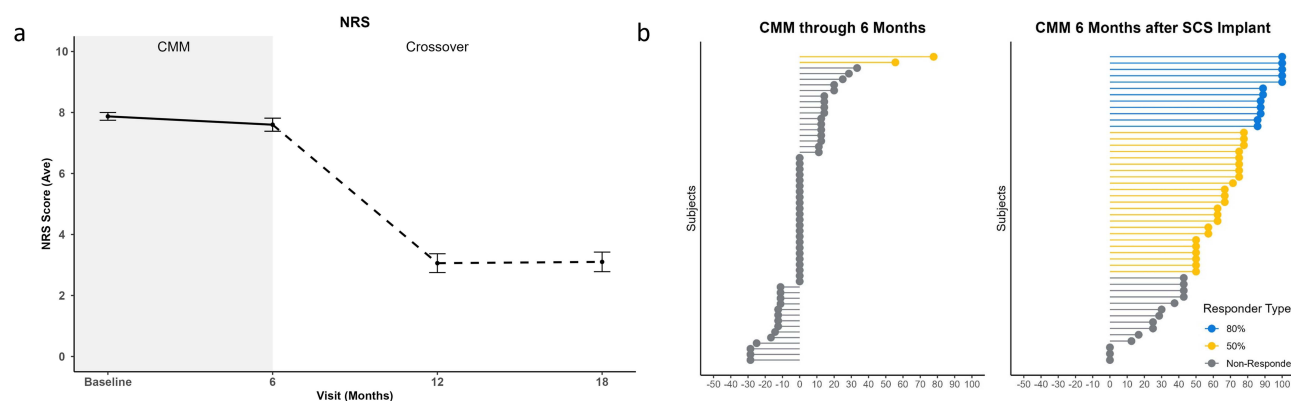 a
NRS
CMM
Crossover
10
8
6
4
2
0
NRS Score (Ave)
Baseline
6
12
18
Visit (Months)
b
CMM through 6 Months
Subjects
-50 -40 -30 -20 -10 0 10 20 30 40 50 60 70 80 90 100
CMM 6 Months after SCS Implant
Subjects
Responder Type
80%
50%
Non-Responder
-50 -40 -30 -20 -10 0 10 20 30 40 50 60 70 80 90 100